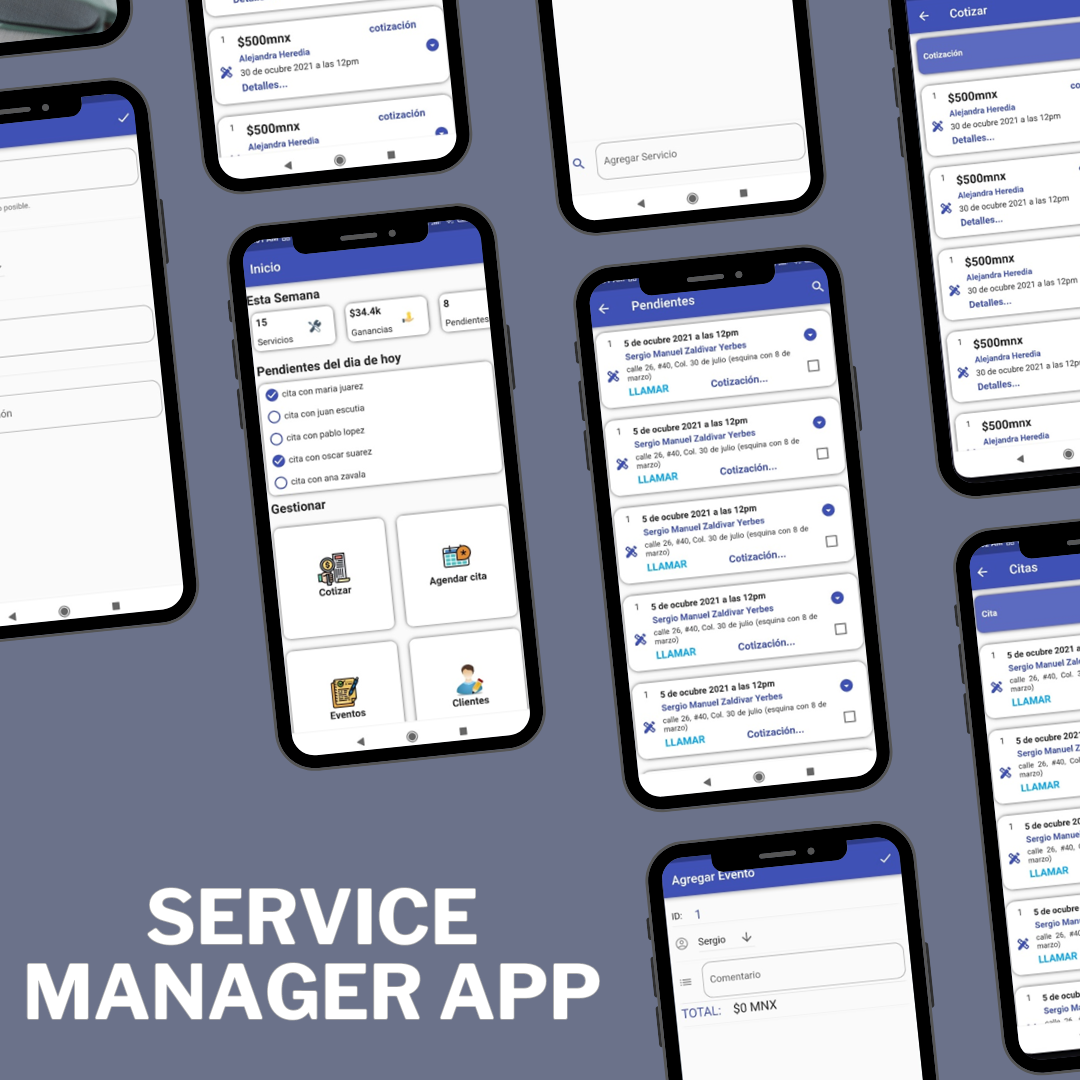 $500mnx
1
cotización
Alejandra Heredia
30 de ocubre 2021 a las 12pm
Detalles...
1
$500mnx
cotización
Alejandra Heredia
Agregar Servicio
Cotizar
Cotización
1
$500mnx
Alejandra Heredia
30 de ocubre 2021 a las 12pm
Detalles...
1
$500mnx
Alejandra Heredia
30 de ocubre 2021 a las 12pm
Detalles...
1
$500mnx
Alejandra Heredia
30 de ocubre 2021 a las 12pm
Detalles...
1
$500mnx
Alejandra Heredia
30 de ocubre 2021 a las 12pm
Detalles...
1
$500mnx
Alejandra Heredia
posible.
Inicio
Esta Semana
15
Servicios
$34.4k
Ganancias
8
Pendientes
Pendientes del dia de hoy
cita con maria juarez
cita con juan escutia
cita con pablo lopez
cita con oscar suarez
cita con ana zavala
Gestionar
Cotizar
Agendar cita
Eventos
Clientes
Pendientes
1
5 de ocubre 2021 a las 12pm
Sergio Manuel Zaldivar Yerbes
calle 26, #40, Col. 30 de julio (esquina con 8 de
marzo)
LLAMAR
Cotización...
1
5 de ocubre 2021 a las 12pm
Sergio Manuel Zaldivar Yerbes
calle 26, #40, Col. 30 de julio (esquina con 8 de
marzo)
LLAMAR
Cotización...
1
5 de ocubre 2021 a las 12pm
Sergio Manuel Zaldivar Yerbes
calle 26, #40, Col. 30 de julio (esquina con 8 de
marzo)
LLAMAR
Cotización...
1
5 de ocubre 2021 a las 12pm
Sergio Manuel Zaldivar Yerbes
calle 26, #40, Col. 30 de julio (esquina con 8 de
marzo)
LLAMAR
Cotización...
1
5 de ocubre 2021 a las 12pm
Sergio Manuel Zaldivar Yerbes
calle 26, #40, Col. 30 de julio (esquina con 8 de
marzo)
LLAMAR
Cotización...
Citas
Cita
1
5 de ocubre 2021
Sergio Manuel Zal
calle 26, #40, Col. 3
marzo)
LLAMAR
1
5 de ocubre 202
Sergio Manuel Z
calle 26, #40, Col.
marzo)
LLAMAR
1
5 de ocubre 20
Sergio Manuel
calle 26, #40,
marzo)
LLAMAR
1
5 de ocubre
Sergio Man
calle 26, #40
marzo)
LLAMAR
1
5 de ocub
Sergio M
Agregar Evento
ID: 1
Sergio
Comentario
TOTAL: $0 MNX
SERVICE
MANAGER APP